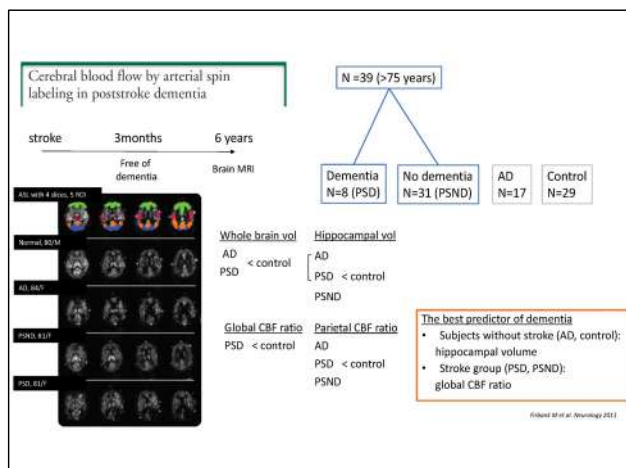 Cerebral blood flow by arterial spin
labeling in poststroke dementia
stroke 3months 6 years
Free of
dementia
Brain MRI
N =39 (>75 years)
Dementia
N=8 (PSD)
No dementia
N=31 (PSND)
AD
N=17
Control
N=29
ASL with 4 slices, 5 ROI
Normal, 80/M
AD, 84/F
PSND, 81/F
PSD, 81/F
Whole brain vol
AD
PSD
< control
Hippocampal vol
AD
PSD < control
PSND
Global CBF ratio
PSD < control
Parietal CBF ratio
AD
PSD < control
PSND
The best predictor of dementia
• Subjects without stroke (AD, control):
hippocampal volume
• Stroke group (PSD, PSND):
global CBF ratio
M et al. Neurology 2011